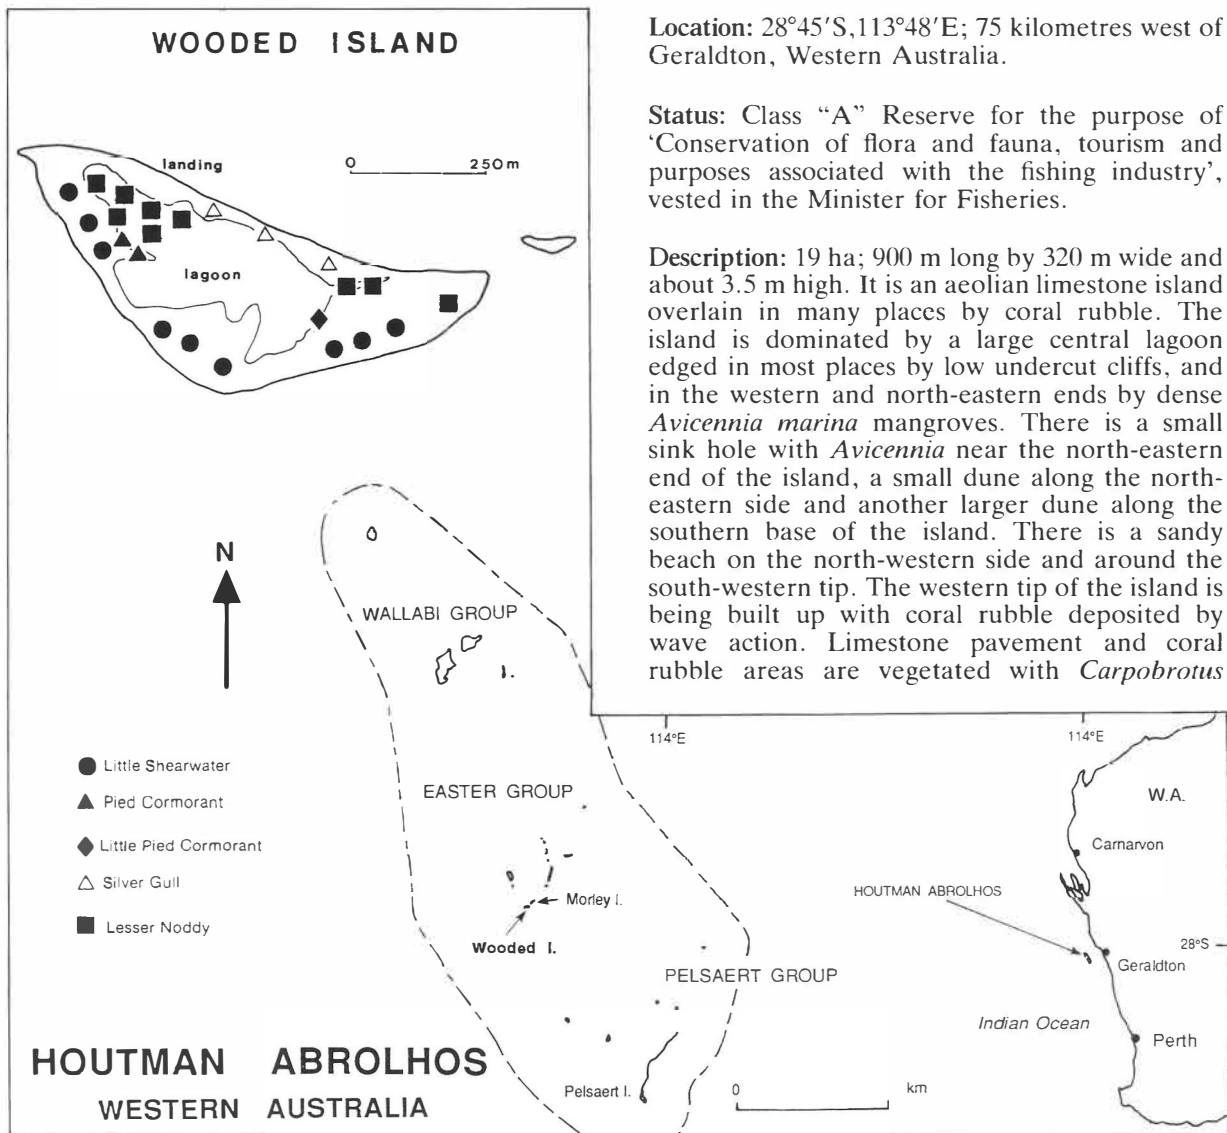 WOODED ISLAND
landing
0 250 m
lagoon
Location: 28°45′S,113°48′E; 75 kilometres west of
Geraldton, Western Australia.
Status: Class “A” Reserve for the purpose of
‘Conservation of flora and fauna, tourism and
purposes associated with the fishing industry’,
vested in the Minister for Fisheries.
Description: 19 ha; 900 m long by 320 m wide and
about 3.5 m high. It is an aeolian limestone island
overlain in many places by coral rubble. The
island is dominated by a large central lagoon
edged in most places by low undercut cliffs, and
in the western and north-eastern ends by dense
Avicennia marina mangroves. There is a small
sink hole with Avicennia near the north-eastern
end of the island, a small dune along the north-
eastern side and another larger dune along the
southern base of the island. There is a sandy
beach on the north-western side and around the
south-western tip. The western tip of the island is
being built up with coral rubble deposited by
wave action. Limestone pavement and coral
rubble areas are vegetated with Carpobrotus
N
WALLABI GROUP
EASTER GROUP
Morley I.
Wooded I.
PELSAERT GROUP
Pelsaert I.
0 km
Little Shearwater
Pied Cormorant
Little Pied Cormorant
Silver Gull
Lesser Noddy
HOUTMAN ABROLHOS
WESTERN AUSTRALIA
114°E
114°E
W.A.
Carnarvon
HOUTMAN ABROLHOS
28°S
Geraldton
Indian Ocean
Perth